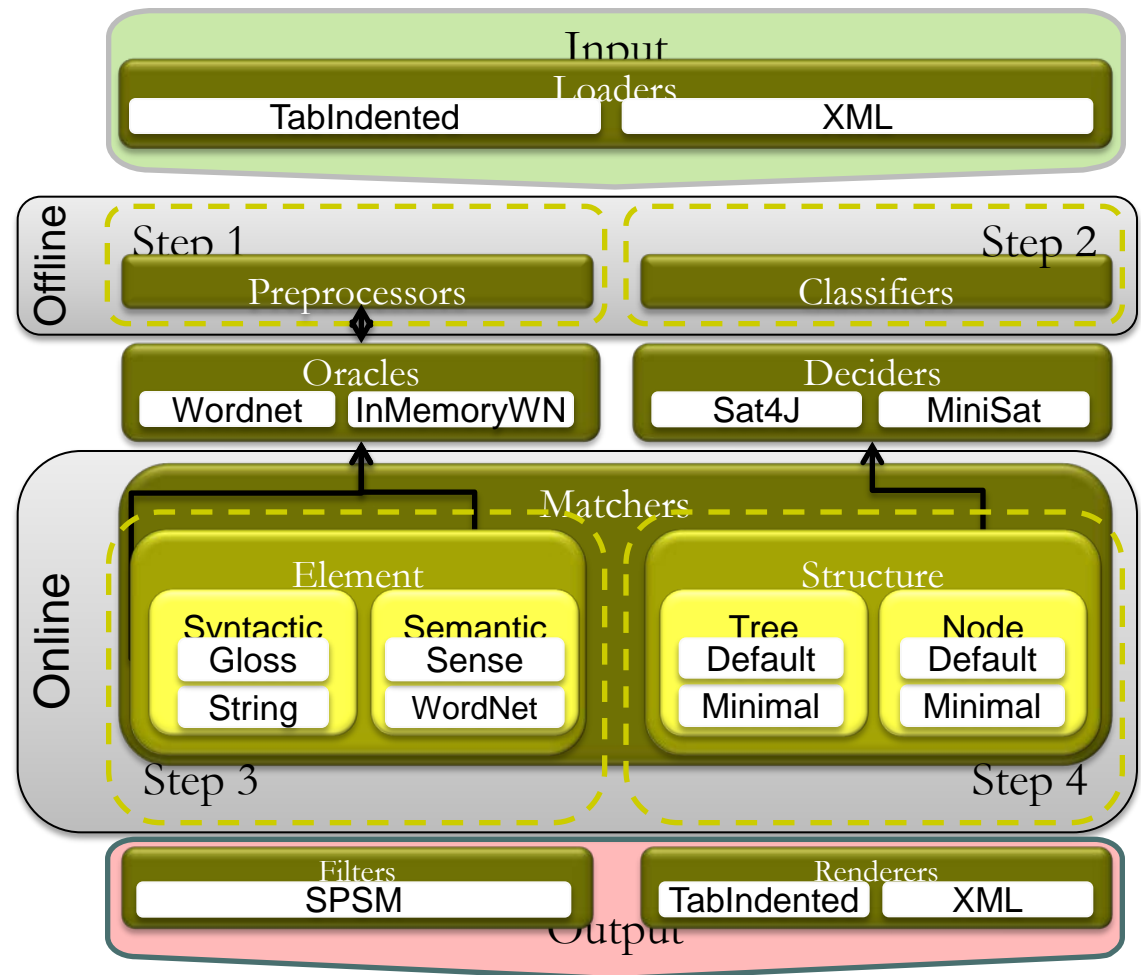 Input
Loaders
TabIndented XML
Offline
Step 1 Step 2
Preprocessors Classifiers
Oracles Deciders
Wordnet InMemoryWN Sat4J MiniSat
Online
Matchers
Element Structure
Syntactic Semantic Tree Node
Gloss Sense Default Default
String WordNet Minimal Minimal
Step 3 Step 4
Filters Renderers
SPSM TabIndented XML
Output